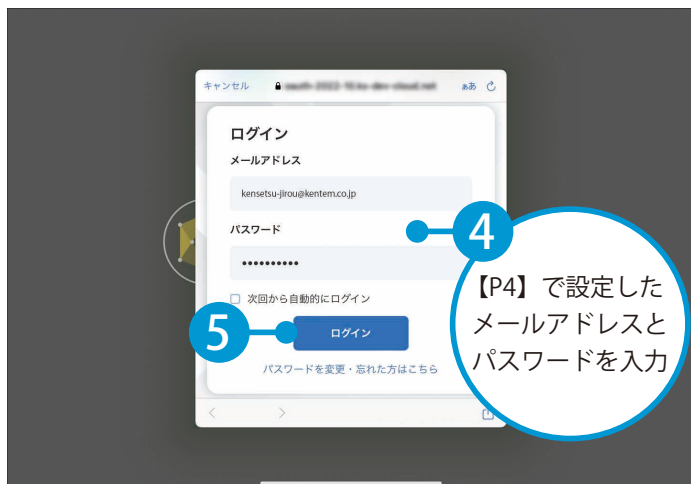 キャンセル ぁあ
ログイン
メールアドレス
kensetsu-jirou@kentem.co.jp
パスワード
••••••••••
次回から自動的にログイン
ログイン
パスワードを変更・忘れた方はこちら
4
【P4】で設定した
メールアドレスと
パスワードを入力
5